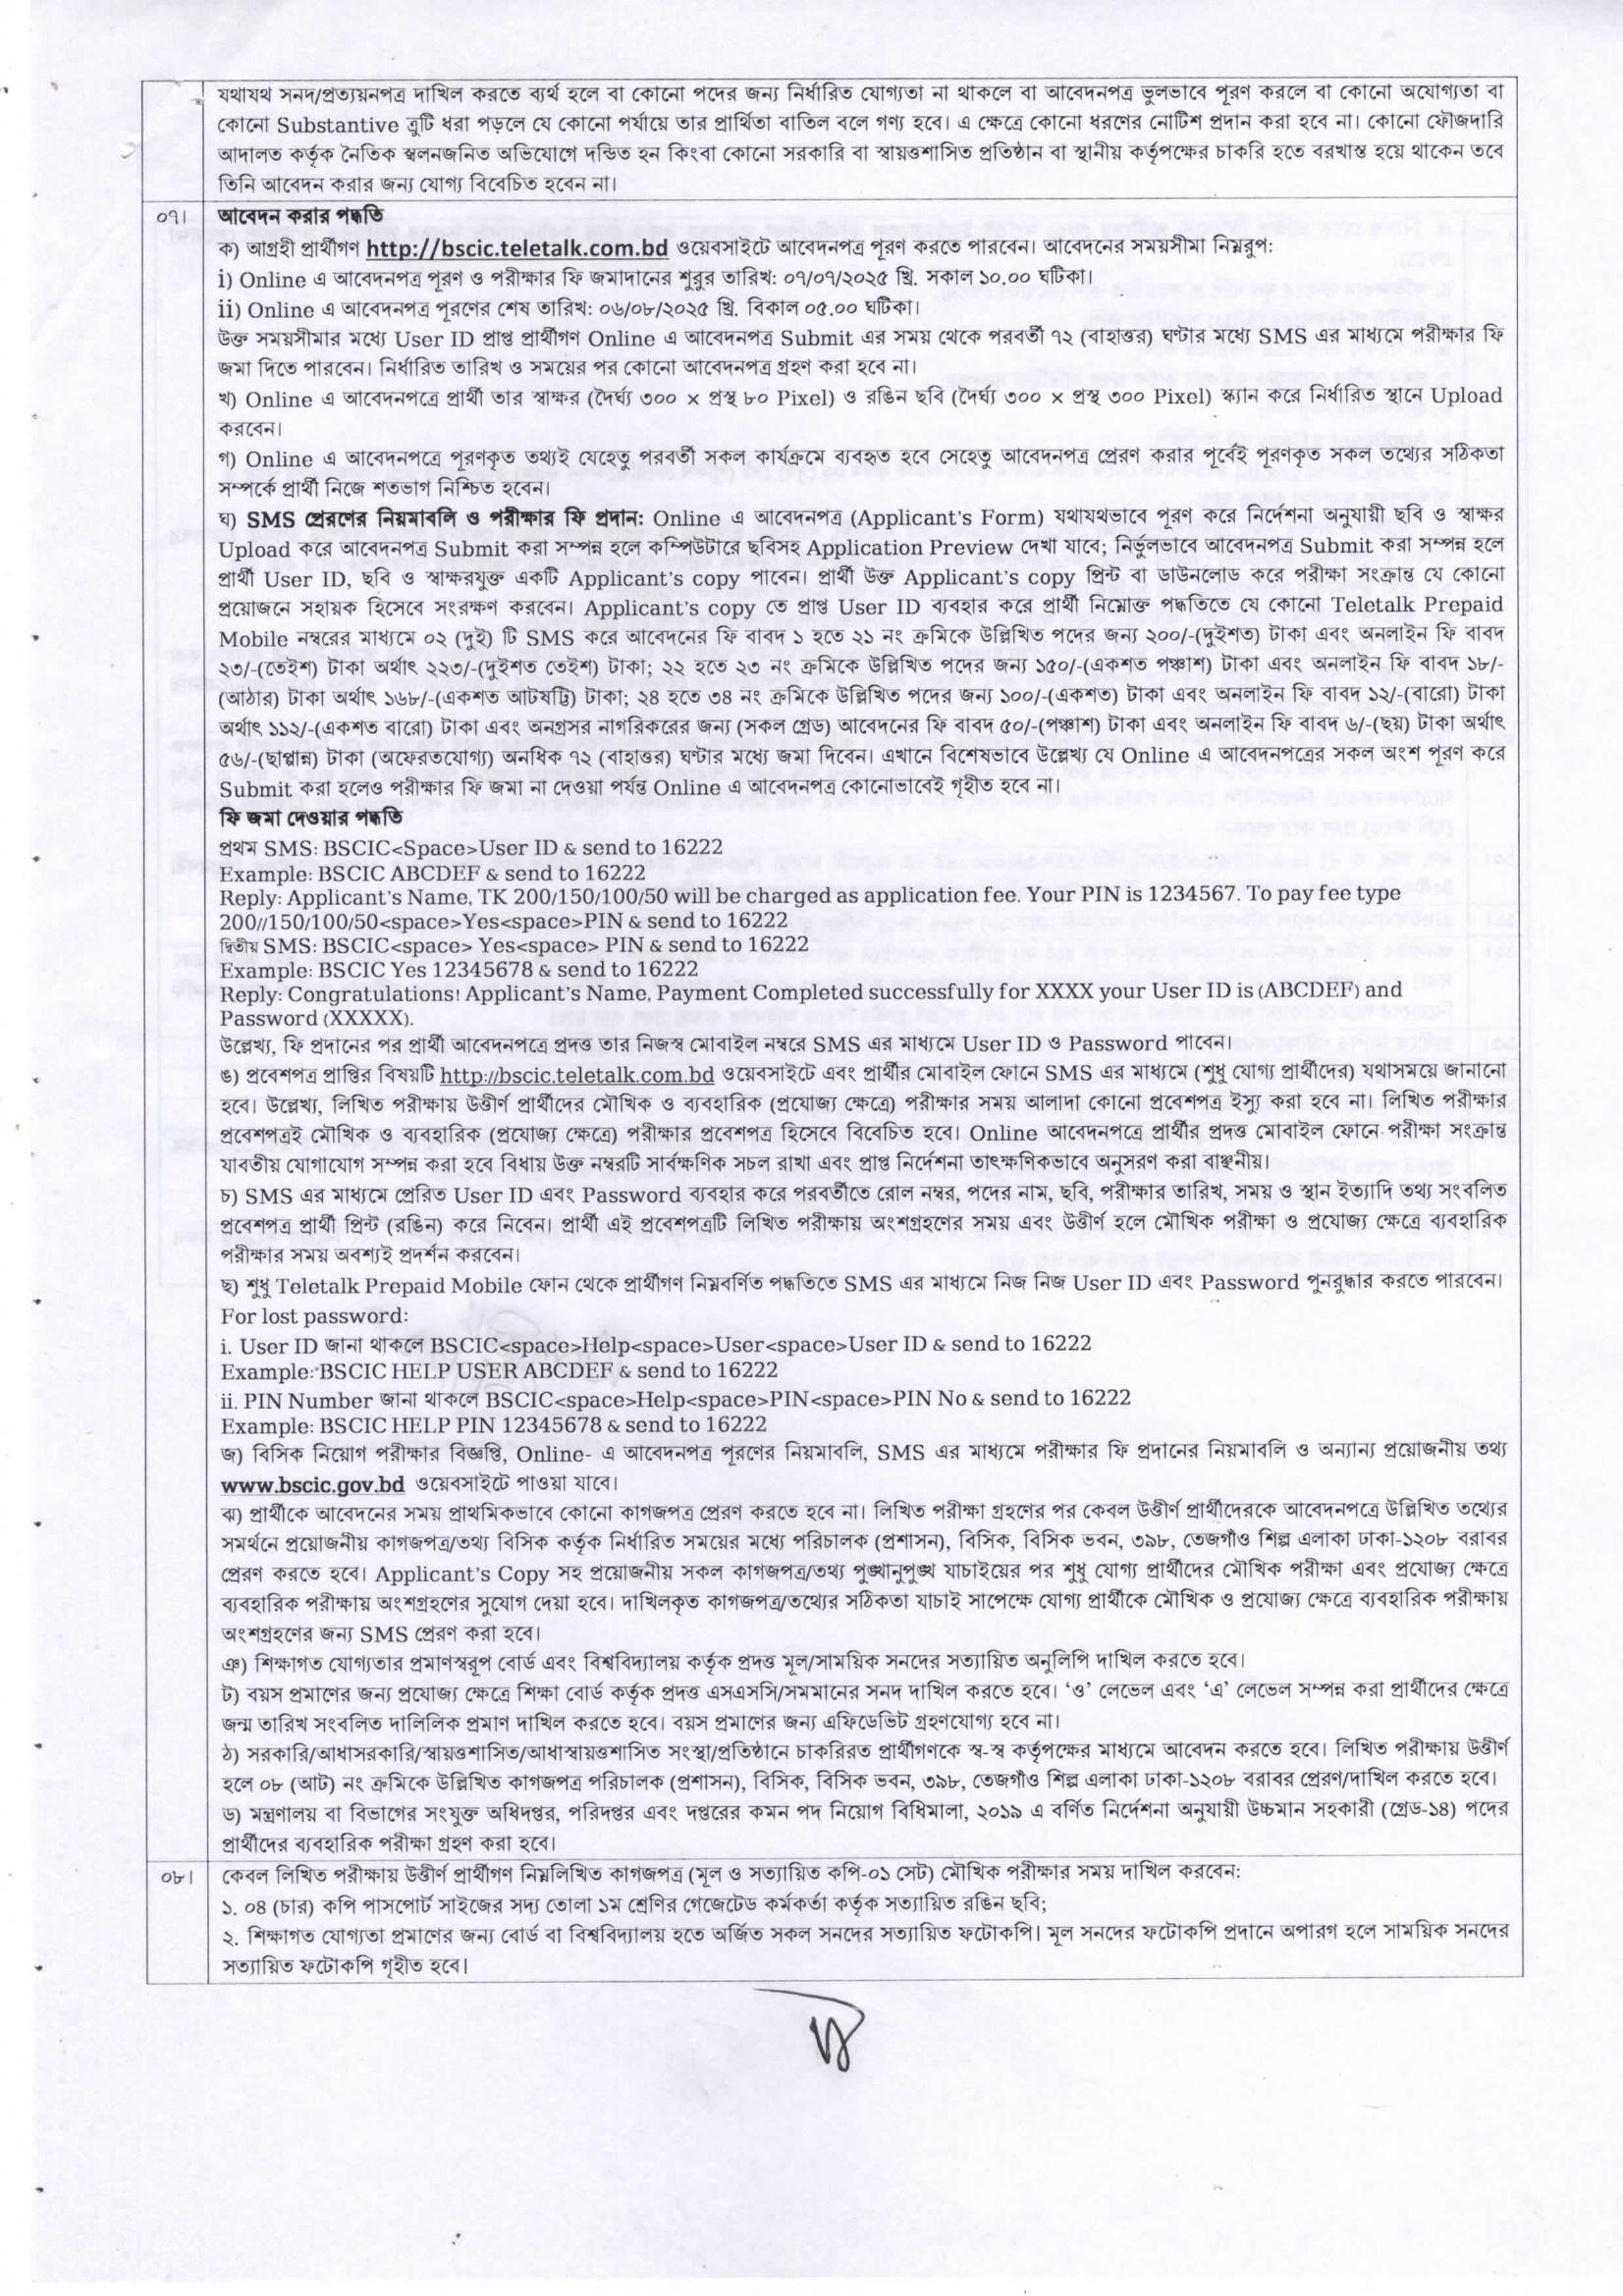 যথাযথ সনদ/প্রত্যয়নপত্র দাখিল করতে ব্যর্থ হলে বা কোনো পদের জন্য নির্ধারিত যোগ্যতা না থাকলে বা আবেদনপত্র ভুলভাবে পূরণ করলে বা কোনো অযোগ্যতা বা
কোনো Substantive ত্রুটি ধরা পড়লে যে কোনো পর্যায়ে তার প্রার্থিতা বাতিল বলে গণ্য হবে। এ ক্ষেত্রে কোনো ধরণের নোটিশ প্রদান করা হবে না। কোনো ফৌজদারি
আদালত কর্তৃক নৈতিক স্খলনজনিত অভিযোগে দন্ডিত হন কিংবা কোনো সরকারি বা স্বায়ত্তশাসিত প্রতিষ্ঠান বা স্থানীয় কর্তৃপক্ষের চাকরি হতে বরখাস্ত হয়ে থাকেন তবে
তিনি আবেদন করার জন্য যোগ্য বিবেচিত হবেন না।
০৭। আবেদন করার পদ্ধতি
ক) আগ্রহী প্রার্থীগণ http://bscic.teletalk.com.bd ওয়েবসাইটে আবেদনপত্র পূরণ করতে পারবেন। আবেদনের সময়সীমা নিম্নরুপ:
i) Online এ আবেদনপত্র পূরণ ও পরীক্ষার ফি জমাদানের শুরুর তারিখ: ০৭/০৭/২০২৫ খ্রি. সকাল ১০.০০ ঘটিকা।
ii) Online এ আবেদনপত্র পূরণের শেষ তারিখ: ০৬/০৮/২০২৫ খ্রি. বিকাল ০৫.০০ ঘটিকা।
উক্ত সময়সীমার মধ্যে User ID প্রাপ্ত প্রার্থীগণ Online এ আবেদনপত্র Submit এর সময় থেকে পরবর্তী ৭২ (বাহাত্তর) ঘণ্টার মধ্যে SMS এর মাধ্যমে পরীক্ষার ফি
জমা দিতে পারবেন। নির্ধারিত তারিখ ও সময়ের পর কোনো আবেদনপত্র গ্রহণ করা হবে না।
খ) Online এ আবেদনপত্রে প্রার্থী তার স্বাক্ষর (দৈর্ঘ্য ৩০০ × প্রস্থ ৮০ Pixel) ও রঙিন ছবি (দৈর্ঘ্য ৩০০ × প্রস্থ ৩০০ Pixel) স্ক্যান করে নির্ধারিত স্থানে Upload
করবেন।
গ) Online এ আবেদনপত্রে পূরণকৃত তথ্যই যেহেতু পরবর্তী সকল কার্যক্রমে ব্যবহৃত হবে সেহেতু আবেদনপত্র প্রেরণ করার পূর্বেই পূরণকৃত সকল তথ্যের সঠিকতা
সম্পর্কে প্রার্থী নিজে শতভাগ নিশ্চিত হবেন।
ঘ) SMS প্রেরণের নিয়মাবলি ও পরীক্ষার ফি প্রদান: Online এ আবেদনপত্র (Applicant's Form) যথাযথভাবে পূরণ করে নির্দেশনা অনুযায়ী ছবি ও স্বাক্ষর
Upload করে আবেদনপত্র Submit করা সম্পন্ন হলে কম্পিউটারে ছবিসহ Application Preview দেখা যাবে; নির্ভুলভাবে আবেদনপত্র Submit করা সম্পন্ন হলে
প্রার্থী User ID, ছবি ও স্বাক্ষরযুক্ত একটি Applicant's copy পাবেন। প্রার্থী উক্ত Applicant's copy প্রিন্ট বা ডাউনলোড করে পরীক্ষা সংক্রান্ত যে কোনো
প্রয়োজনে সহায়ক হিসেবে সংরক্ষণ করবেন। Applicant's copy তে প্রাপ্ত User ID ব্যবহার করে প্রার্থী নিম্নোক্ত পদ্ধতিতে যে কোনো Teletalk Prepaid
Mobile নম্বরের মাধ্যমে ০২ (দুই) টি SMS করে আবেদনের ফি বাবদ ১ হতে ২১ নং ক্রমিকে উল্লিখিত পদের জন্য ২০০/-(দুইশত) টাকা এবং অনলাইন ফি বাবদ
২৩/-(তেইশ) টাকা অর্থাৎ ২২৩/-(দুইশত তেইশ) টাকা; ২২ হতে ২৩ নং ক্রমিকে উল্লিখিত পদের জন্য ১৫০/-(একশত পঞ্চাশ) টাকা এবং অনলাইন ফি বাবদ ১৮/-
(আঠার) টাকা অর্থাৎ ১৬৮/-(একশত আটষট্টি) টাকা; ২৪ হতে ৩৪ নং ক্রমিকে উল্লিখিত পদের জন্য ১০০/-(একশত) টাকা এবং অনলাইন ফি বাবদ ১২/-(বারো) টাকা
অর্থাৎ ১১২/-(একশত বারো) টাকা এবং অনগ্রসর নাগরিকরের জন্য (সকল গ্রেড) আবেদনের ফি বাবদ ৫০/-(পঞ্চাশ) টাকা এবং অনলাইন ফি বাবদ ৬/-(ছয়) টাকা অর্থাৎ
৫৬/-(ছাপ্পান্ন) টাকা (অফেরতযোগ্য) অনধিক ৭২ (বাহাত্তর) ঘণ্টার মধ্যে জমা দিবেন। এখানে বিশেষভাবে উল্লেখ্য যে Online এ আবেদনপত্রের সকল অংশ পূরণ করে
Submit করা হলেও পরীক্ষার ফি জমা না দেওয়া পর্যন্ত Online এ আবেদনপত্র কোনোভাবেই গৃহীত হবে না।
ফি জমা দেওয়ার পদ্ধতি
প্রথম SMS: BSCIC<Space>User ID & send to 16222
Example: BSCIC ABCDEF & send to 16222
Reply: Applicant's Name, TK 200/150/100/50 will be charged as application fee. Your PIN is 1234567. To pay fee type
200//150/100/50<space>Yes<space>PIN & send to 16222
দ্বিতীয় SMS: BSCIC<space> Yes<space> PIN & send to 16222
Example: BSCIC Yes 12345678 & send to 16222
Reply: Congratulations! Applicant's Name, Payment Completed successfully for XXXX your User ID is (ABCDEF) and
Password (XXXXX).
উল্লেখ্য, ফি প্রদানের পর প্রার্থী আবেদনপত্রে প্রদত্ত তার নিজস্ব মোবাইল নম্বরে SMS এর মাধ্যমে User ID ও Password পাবেন।
ঙ) প্রবেশপত্র প্রাপ্তির বিষয়টি http://bscic.teletalk.com.bd ওয়েবসাইটে এবং প্রার্থীর মোবাইল ফোনে SMS এর মাধ্যমে (শুধু যোগ্য প্রার্থীদের) যথাসময়ে জানানো
হবে। উল্লেখ্য, লিখিত পরীক্ষায় উত্তীর্ণ প্রার্থীদের মৌখিক ও ব্যবহারিক (প্রযোজ্য ক্ষেত্রে) পরীক্ষার সময় আলাদা কোনো প্রবেশপত্র ইস্যু করা হবে না। লিখিত পরীক্ষার
প্রবেশপত্রই মৌখিক ও ব্যবহারিক (প্রযোজ্য ক্ষেত্রে) পরীক্ষার প্রবেশপত্র হিসেবে বিবেচিত হবে। Online আবেদনপত্রে প্রার্থীর প্রদত্ত মোবাইল ফোনে পরীক্ষা সংক্রান্ত
যাবতীয় যোগাযোগ সম্পন্ন করা হবে বিধায় উক্ত নম্বরটি সার্বক্ষণিক সচল রাখা এবং প্রাপ্ত নির্দেশনা তাৎক্ষণিকভাবে অনুসরণ করা বাঞ্ছনীয়।
চ) SMS এর মাধ্যমে প্রেরিত User ID এবং Password ব্যবহার করে পরবর্তীতে রোল নম্বর, পদের নাম, ছবি, পরীক্ষার তারিখ, সময় ও স্থান ইত্যাদি তথ্য সংবলিত
প্রবেশপত্র প্রার্থী প্রিন্ট (রঙিন) করে নিবেন। প্রার্থী এই প্রবেশপত্রটি লিখিত পরীক্ষায় অংশগ্রহণের সময় এবং উত্তীর্ণ হলে মৌখিক পরীক্ষা ও প্রযোজ্য ক্ষেত্রে ব্যবহারিক
পরীক্ষার সময় অবশ্যই প্রদর্শন করবেন।
ছ) শুধু Teletalk Prepaid Mobile ফোন থেকে প্রার্থীগণ নিম্নবর্ণিত পদ্ধতিতে SMS এর মাধ্যমে নিজ নিজ User ID এবং Password পুনরুদ্ধার করতে পারবেন।
For lost password:
i. User ID জানা থাকলে BSCIC<space>Help<space>User<space>User ID & send to 16222
Example: BSCIC HELP USER ABCDEF & send to 16222
ii. PIN Number জানা থাকলে BSCIC<space>Help<space>PIN<space>PIN No & send to 16222
Example: BSCIC HELP PIN 12345678 & send to 16222
জ) বিসিক নিয়োগ পরীক্ষার বিজ্ঞপ্তি, Online- এ আবেদনপত্র পূরণের নিয়মাবলি, SMS এর মাধ্যমে পরীক্ষার ফি প্রদানের নিয়মাবলি ও অন্যান্য প্রয়োজনীয় তথ্য
www.bscic.gov.bd ওয়েবসাইটে পাওয়া যাবে।
ঝ) প্রার্থীকে আবেদনের সময় প্রাথমিকভাবে কোনো কাগজপত্র প্রেরণ করতে হবে না। লিখিত পরীক্ষা গ্রহণের পর কেবল উত্তীর্ণ প্রার্থীদেরকে আবেদনপত্রে উল্লিখিত তথ্যের
সমর্থনে প্রয়োজনীয় কাগজপত্র/তথ্য বিসিক কর্তৃক নির্ধারিত সময়ের মধ্যে পরিচালক (প্রশাসন), বিসিক, বিসিক ভবন, ৩৯৮, তেজগাঁও শিল্প এলাকা ঢাকা-১২০৮ বরাবর
প্রেরণ করতে হবে। Applicant's Copy সহ প্রয়োজনীয় সকল কাগজপত্র/তথ্য পুঙ্খানুপুঙ্খ যাচাইয়ের পর শুধু যোগ্য প্রার্থীদের মৌখিক পরীক্ষা এবং প্রযোজ্য ক্ষেত্রে
ব্যবহারিক পরীক্ষায় অংশগ্রহণের সুযোগ দেয়া হবে। দাখিলকৃত কাগজপত্র/তথ্যের সঠিকতা যাচাই সাপেক্ষে যোগ্য প্রার্থীকে মৌখিক ও প্রযোজ্য ক্ষেত্রে ব্যবহারিক পরীক্ষায়
অংশগ্রহণের জন্য SMS প্রেরণ করা হবে।
ঞ) শিক্ষাগত যোগ্যতার প্রমাণস্বরূপ বোর্ড এবং বিশ্ববিদ্যালয় কর্তৃক প্রদত্ত মূল/সাময়িক সনদের সত্যায়িত অনুলিপি দাখিল করতে হবে।
ট) বয়স প্রমাণের জন্য প্রযোজ্য ক্ষেত্রে শিক্ষা বোর্ড কর্তৃক প্রদত্ত এসএসসি/সমমানের সনদ দাখিল করতে হবে। ‘ও’ লেভেল এবং ‘এ’ লেভেল সম্পন্ন করা প্রার্থীদের ক্ষেত্রে
জন্ম তারিখ সংবলিত দালিলিক প্রমাণ দাখিল করতে হবে। বয়স প্রমাণের জন্য এফিডেভিট গ্রহণযোগ্য হবে না।
ঠ) সরকারি/আধাসরকারি/স্বায়ত্তশাসিত/আধাস্বায়ত্তশাসিত সংস্থা/প্রতিষ্ঠানে চাকরিরত প্রার্থীগণকে স্ব-স্ব কর্তৃপক্ষের মাধ্যমে আবেদন করতে হবে। লিখিত পরীক্ষায় উত্তীর্ণ
হলে ০৮ (আট) নং ক্রমিকে উল্লিখিত কাগজপত্র পরিচালক (প্রশাসন), বিসিক, বিসিক ভবন, ৩৯৮, তেজগাঁও শিল্প এলাকা ঢাকা-১২০৮ বরাবর প্রেরণ/দাখিল করতে হবে।
ড) মন্ত্রণালয় বা বিভাগের সংযুক্ত অধিদপ্তর, পরিদপ্তর এবং দপ্তরের কমন পদ নিয়োগ বিধিমালা, ২০১৯ এ বর্ণিত নির্দেশনা অনুযায়ী উচ্চমান সহকারী (গ্রেড-১৪) পদের
প্রার্থীদের ব্যবহারিক পরীক্ষা গ্রহণ করা হবে।
০৮। কেবল লিখিত পরীক্ষায় উত্তীর্ণ প্রার্থীগণ নিম্নলিখিত কাগজপত্র (মূল ও সত্যায়িত কপি-০১ সেট) মৌখিক পরীক্ষার সময় দাখিল করবেন:
১. ০৪ (চার) কপি পাসপোর্ট সাইজের সদ্য তোলা ১ম শ্রেণির গেজেটেড কর্মকর্তা কর্তৃক সত্যায়িত রঙিন ছবি;
২. শিক্ষাগত যোগ্যতা প্রমাণের জন্য বোর্ড বা বিশ্ববিদ্যালয় হতে অর্জিত সকল সনদের সত্যায়িত ফটোকপি। মূল সনদের ফটোকপি প্রদানে অপারগ হলে সাময়িক সনদের
সত্যায়িত ফটোকপি গৃহীত হবে।